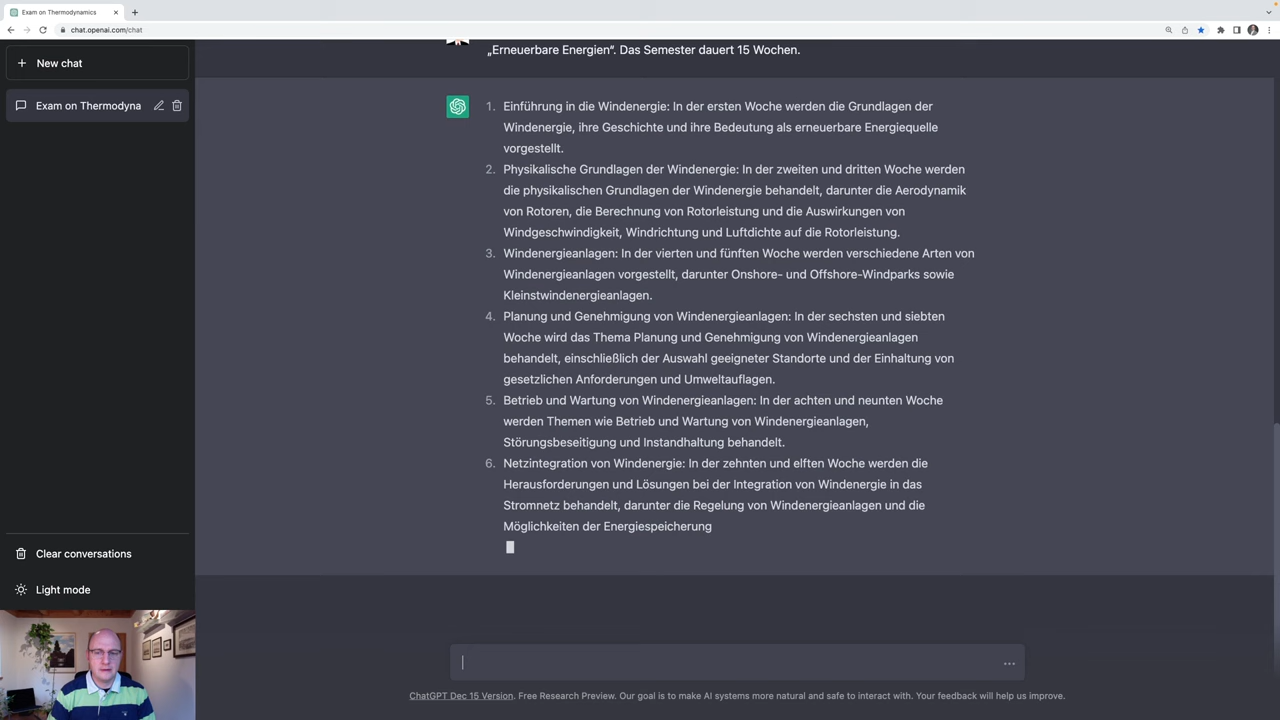 Exam on Thermodynamics
chat.openai.com/chat
New chat
Exam on Thermodyna
„Erneuerbare Energien“. Das Semester dauert 15 Wochen.
1. Einführung in die Windenergie: In der ersten Woche werden die Grundlagen der
Windenergie, ihre Geschichte und ihre Bedeutung als erneuerbare Energiequelle
vorgestellt.
2. Physikalische Grundlagen der Windenergie: In der zweiten und dritten Woche werden
die physikalischen Grundlagen der Windenergie behandelt, darunter die Aerodynamik
von Rotoren, die Berechnung von Rotorleistung und die Auswirkungen von
Windgeschwindigkeit, Windrichtung und Luftdichte auf die Rotorleistung.
3. Windenergieanlagen: In der vierten und fünften Woche werden verschiedene Arten von
Windenergieanlagen vorgestellt, darunter Onshore- und Offshore-Windparks sowie
Kleinstwindenergieanlagen.
4. Planung und Genehmigung von Windenergieanlagen: In der sechsten und siebten
Woche wird das Thema Planung und Genehmigung von Windenergieanlagen
behandelt, einschließlich der Auswahl geeigneter Standorte und der Einhaltung von
gesetzlichen Anforderungen und Umweltauflagen.
5. Betrieb und Wartung von Windenergieanlagen: In der achten und neunten Woche
werden Themen wie Betrieb und Wartung von Windenergieanlagen,
Störungsbeseitigung und Instandhaltung behandelt.
6. Netzintegration von Windenergie: In der zehnten und elften Woche werden die
Herausforderungen und Lösungen bei der Integration von Windenergie in das
Stromnetz behandelt, darunter die Regelung von Windenergieanlagen und die
Möglichkeiten der Energiespeicherung
Clear conversations
Light mode
ChatGPT Dec 15 Version. Free Research Preview. Our goal is to make AI systems more natural and safe to interact with. Your feedback will help us improve.